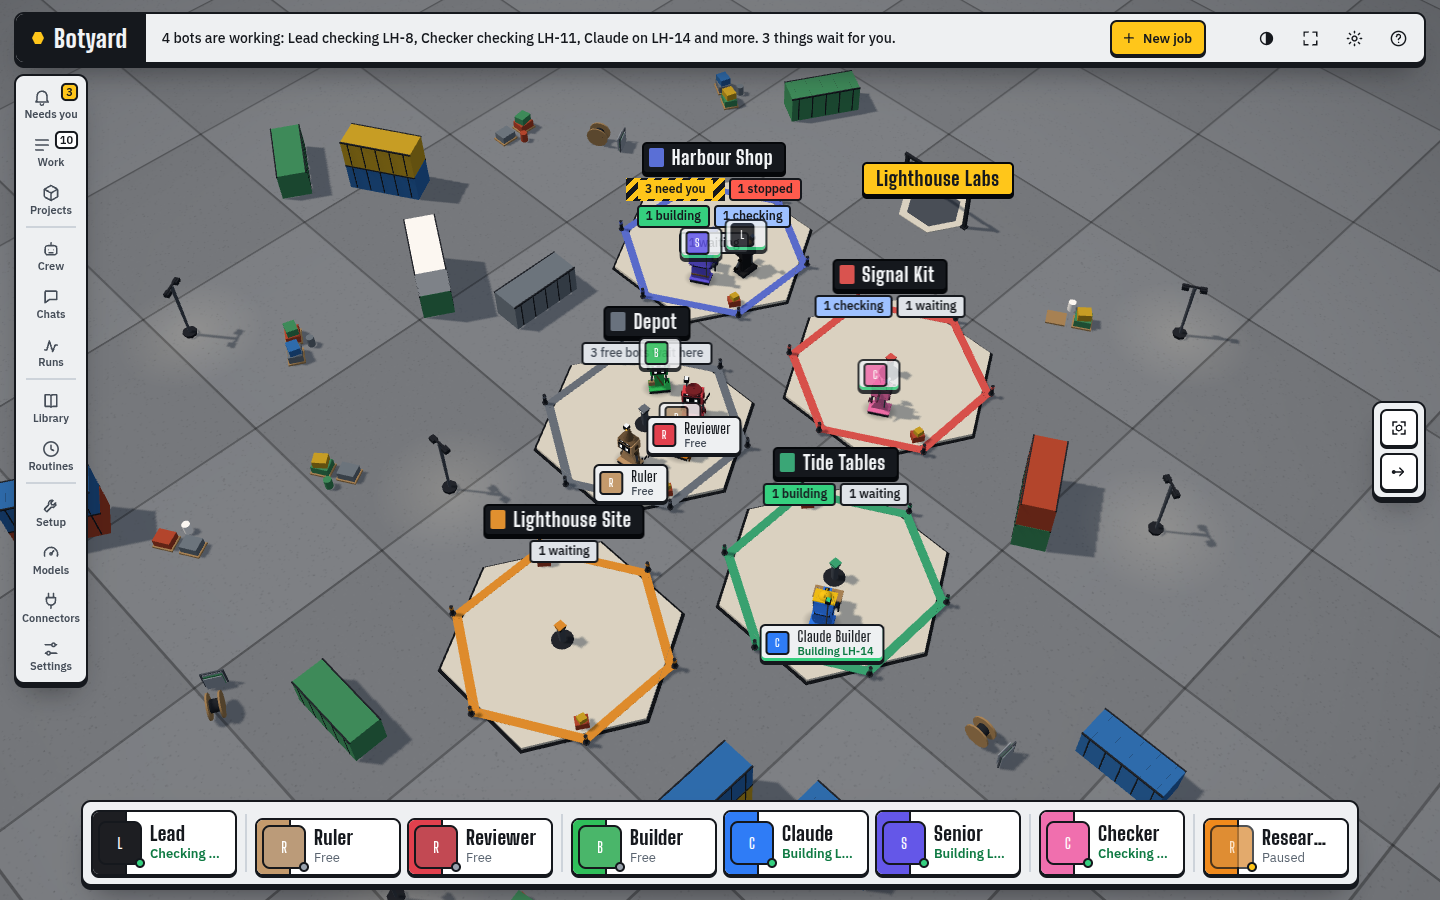 Botyard
4 bots are working: Lead checking LH-8, Checker checking LH-11, Claude on LH-14 and more. 3 things wait for you.
New job
3
Needs you
10
Work
Projects
Crew
Chats
Runs
Library
Routines
Setup
Models
Connectors
Settings
Harbour Shop
3 need you
1 stopped
1 building
1 checking
S
L
Lighthouse Labs
Signal Kit
1 checking
1 waiting
C
Depot
3 free bo
here
B
R
Reviewer
Free
R
Ruler
Free
Tide Tables
1 building
1 waiting
C
Claude Builder
Building LH-14
Lighthouse Site
1 waiting
L
Lead
Checking ...
R
Ruler
Free
R
Reviewer
Free
B
Builder
Free
C
Claude
Building L...
S
Senior
Building L...
C
Checker
Checking ...
R
Resear...
Paused